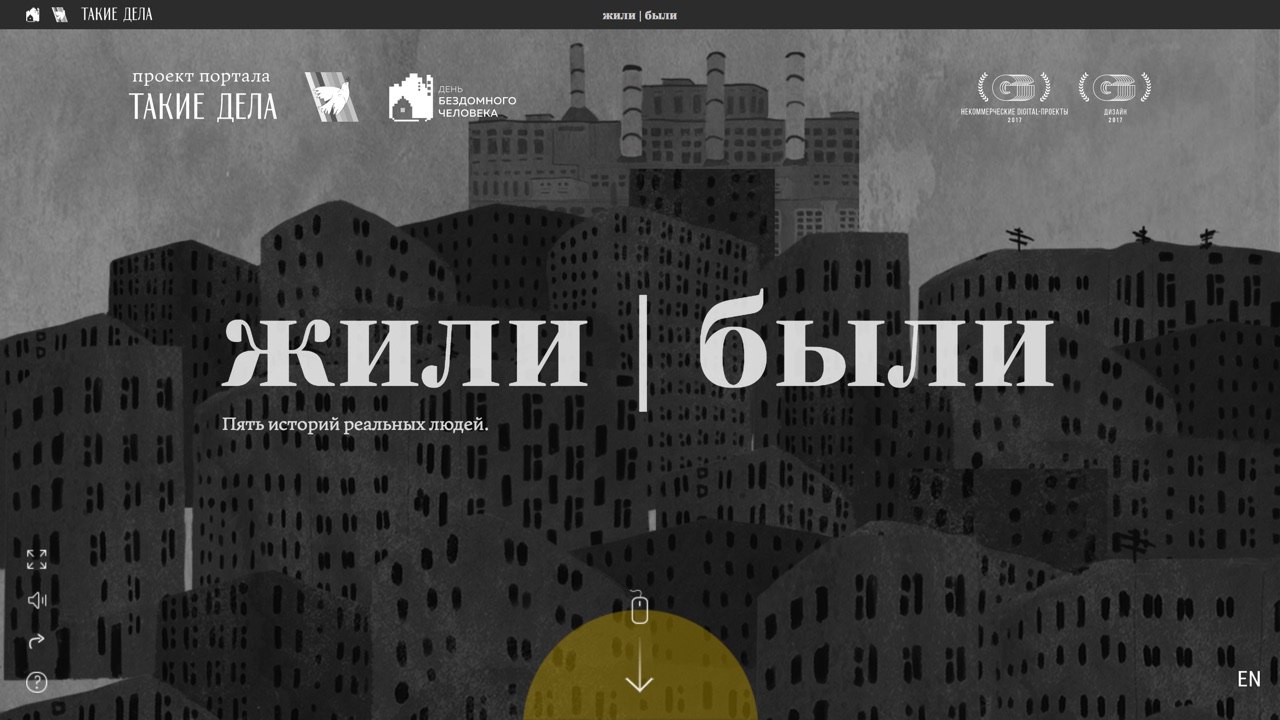 ТАКИЕ ДЕЛА
жили | были
проект портала
ТАКИЕ ДЕЛА
ДЕНЬ
БЕЗДОМНОГО
ЧЕЛОВЕКА
НЕКОММЕРЧЕСКИЕ DIGITAL-ПРОЕКТЫ
2017
ДИЗАЙН
2017
жили | были
Пять историй реальных людей.
EN